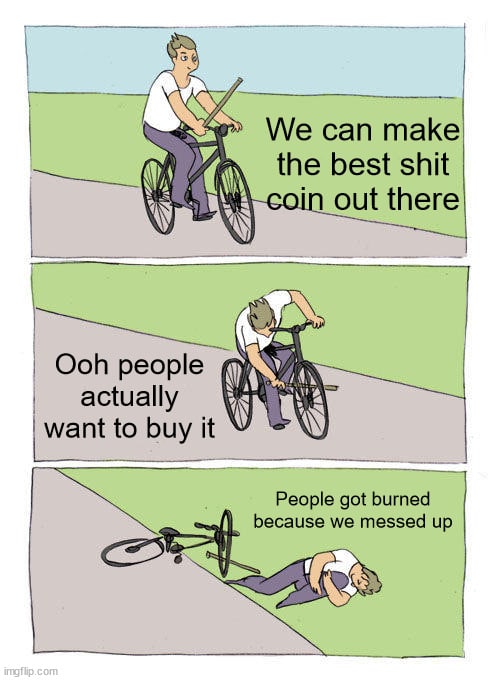 We can make
the best shit
coin out there
Ooh people
actually
want to buy it
People got burned
because we messed up
imgflip.com